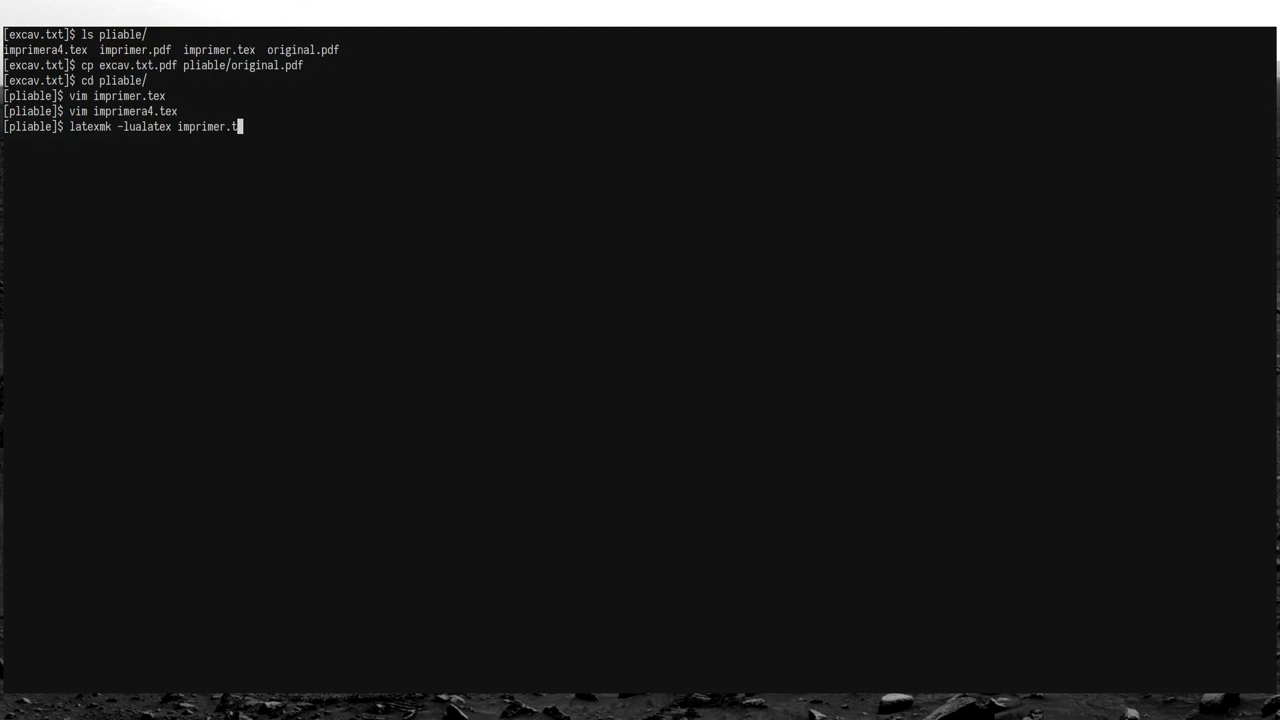 [excav.txt]$ ls pliable/
imprimera4.tex  imprimer.pdf  imprimer.tex  original.pdf
[excav.txt]$ cp excav.txt.pdf pliable/original.pdf
[excav.txt]$ cd pliable/
[pliable]$ vim imprimer.tex
[pliable]$ vim imprimera4.tex
[pliable]$ latexmk -lualatex imprimer.t